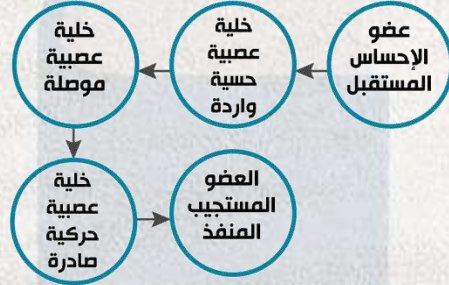 عضو
الإحساس
المستقبل
خلية
عصبية
حسية
واردة
خلية
عصبية
موصلة
خلية
عصبية
حركية
صادرة
العضو
المستجيب
المنفذ